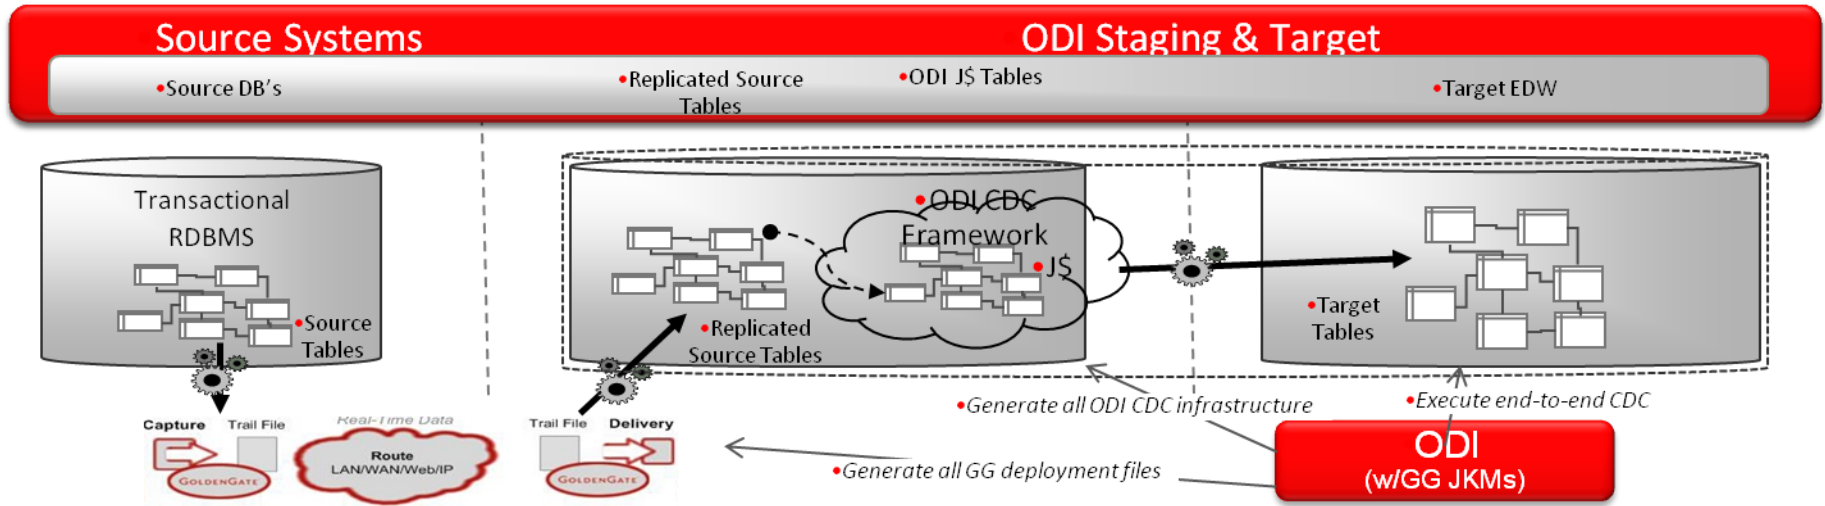 Source Systems
ODI Staging & Target
•Source DB's
•Replicated Source
Tables
•ODI J$ Tables
•Target EDW
Transactional
RDBMS
•Source
Tables
•ODI CDC
Framework
•J$
•Replicated
Source Tables
•Target
Tables
Capture
Trail File
GOLDENGATE
Real-Time Data
Route
LAN/WAN/Web/IP
Trail File
Delivery
GOLDENGATE
•Generate all ODI CDC infrastructure
•Execute end-to-end CDC
•Generate all GG deployment files
ODI
(w/GG JKMs)